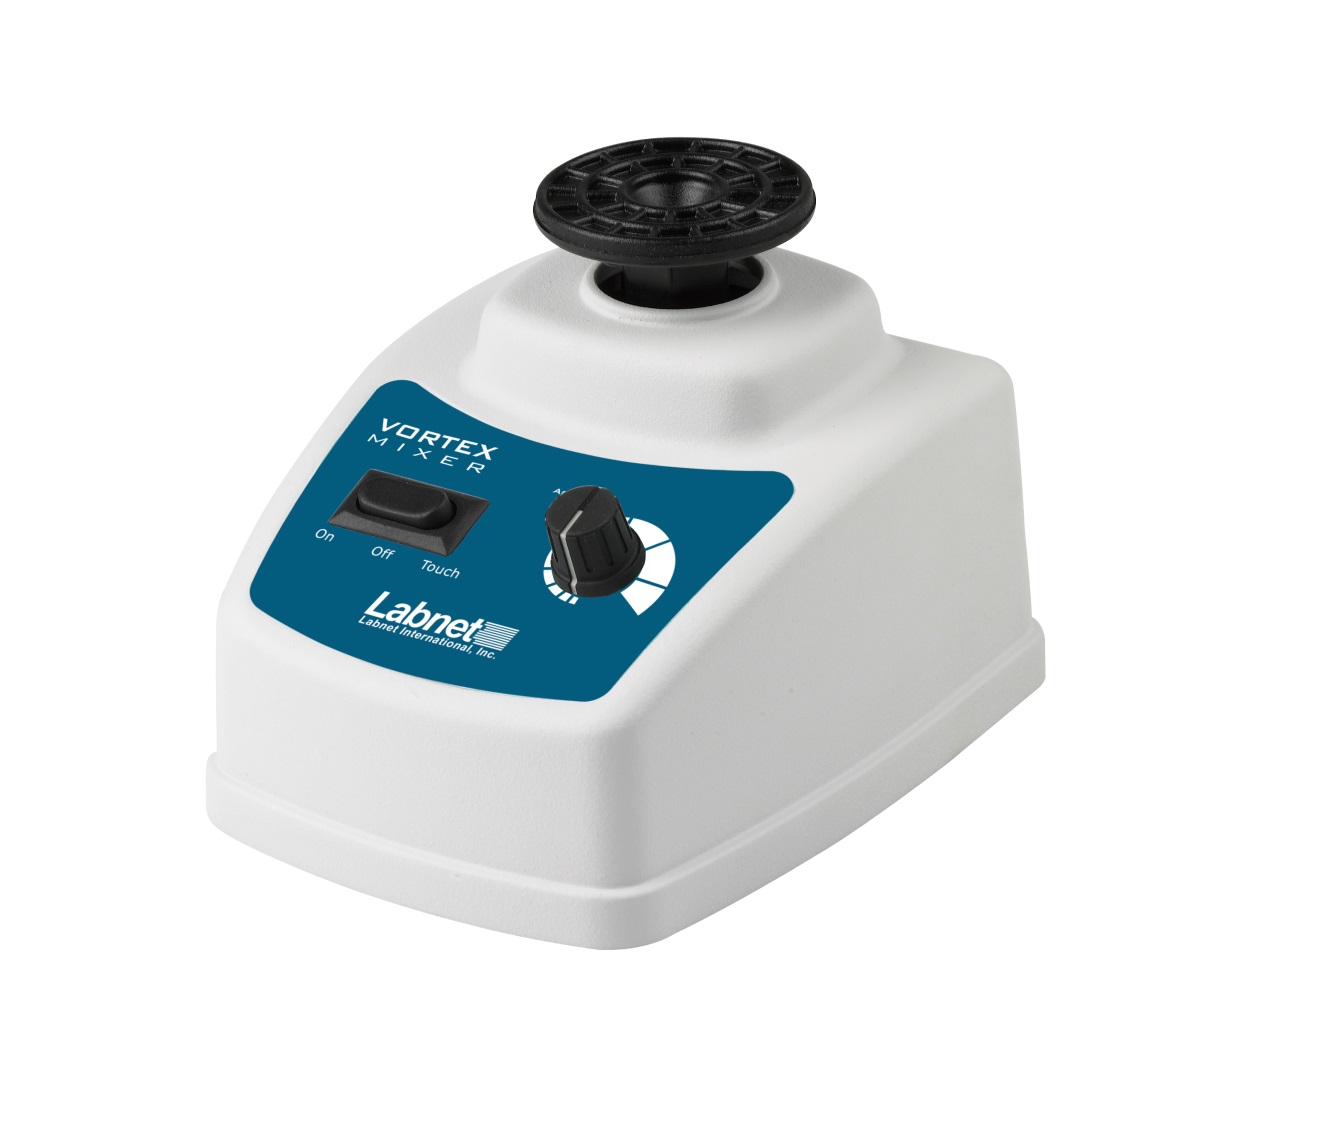 VORTEX
MIXER
On
Off
Touch
Labnet
Labnet International, Inc.